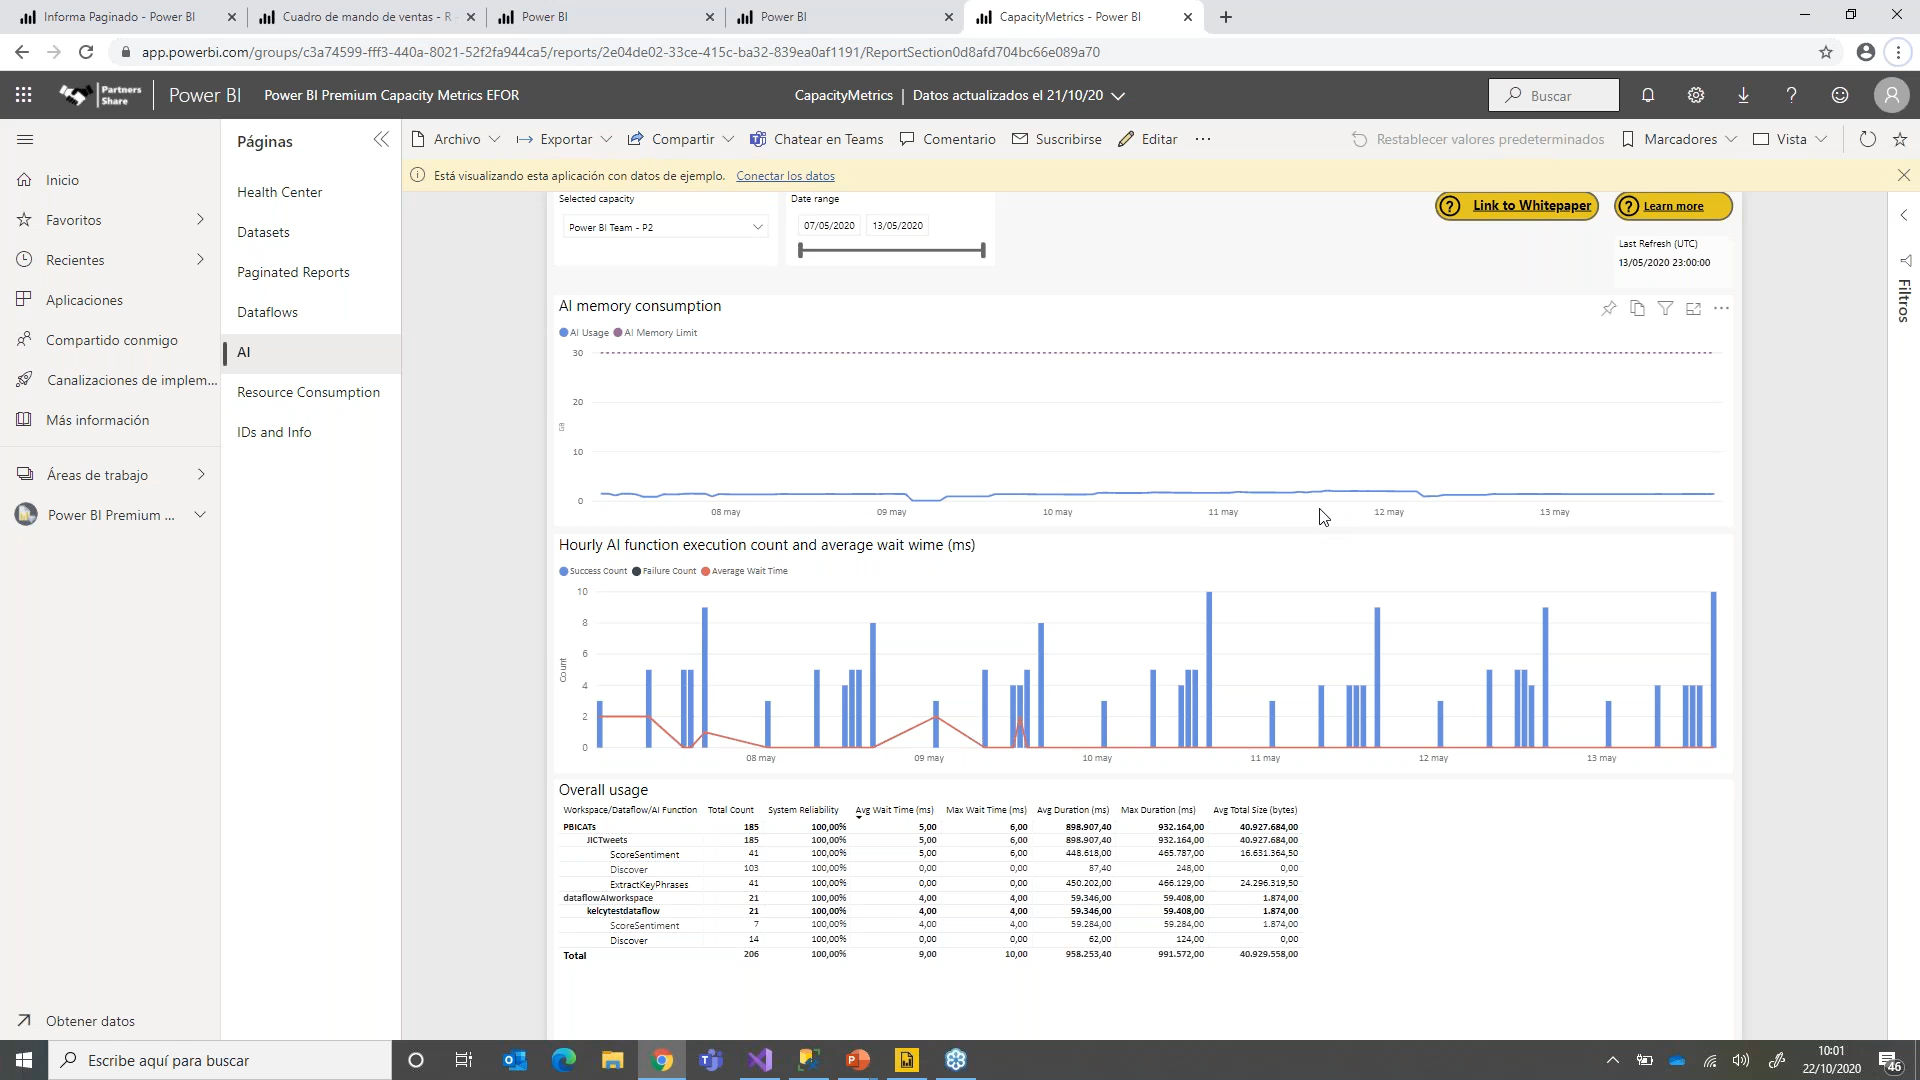 Informa Paginado - Power BI
Cuadro de mando de ventas - R
Power BI
Power BI
CapacityMetrics - Power BI
app.powerbi.com/groups/c3a74599-fff3-440a-8021-52f2fa944ca5/reports/2e04de02-33ce-415c-ba32-839ea0af1191/ReportSection0d8afd704bc66e089a70
Partners Share
Power BI
Power BI Premium Capacity Metrics EFOR
CapacityMetrics | Datos actualizados el 21/10/20
Buscar
Archivo
Exportar
Compartir
Chatear en Teams
Comentario
Suscribirse
Editar
Restablecer valores predeterminados
Marcadores
Vista
Está visualizando esta aplicación con datos de ejemplo. Conectar los datos
Inicio
Favoritos
Recientes
Aplicaciones
Compartido conmigo
Canalizaciones de implem...
Más información
Áreas de trabajo
Power BI Premium ...
Obtener datos
Páginas
Health Center
Datasets
Paginated Reports
Dataflows
AI
Resource Consumption
IDs and Info
Selected capacity
Power BI Team - P2
Date range
07/05/2020 13/05/2020
Link to Whitepaper
Learn more
Last Refresh (UTC)
13/05/2020 23:00:00
Filtros
AI memory consumption
AI Usage AI Memory Limit
30
20
GB
10
0
08 may 09 may 10 may 11 may 12 may 13 may
Hourly AI function execution count and average wait wime (ms)
Success Count Failure Count Average Wait Time
10
8
6
Count
4
2
0
08 may 09 may 10 may 11 may 12 may 13 may
Overall usage
Workspace/Dataflow/AI Function Total Count System Reliability Avg Wait Time (ms) Max Wait Time (ms) Avg Duration (ms) Max Duration (ms) Avg Total Size (bytes)
PBICATs 185 100,00% 5,00 6,00 898.907,40 932.164,00 40.927.684,00
JICTweets 185 100,00% 5,00 6,00 898.907,40 932.164,00 40.927.684,00
ScoreSentiment 41 100,00% 5,00 6,00 448.618,00 465.787,00 16.631.364,50
Discover 103 100,00% 0,00 0,00 87,40 248,00 0,00
ExtractKeyPhrases 41 100,00% 0,00 0,00 450.202,00 466.129,00 24.296.319,50
dataflowAIworkspace 21 100,00% 4,00 4,00 59.346,00 59.408,00 1.874,00
kelcytestdataflow 21 100,00% 4,00 4,00 59.346,00 59.408,00 1.874,00
ScoreSentiment 7 100,00% 4,00 4,00 59.284,00 59.284,00 1.874,00
Discover 14 100,00% 0,00 0,00 62,00 124,00 0,00
Total 206 100,00% 9,00 10,00 958.253,40 991.572,00 40.929.558,00
Escribe aquí para buscar
10:01
22/10/2020
46